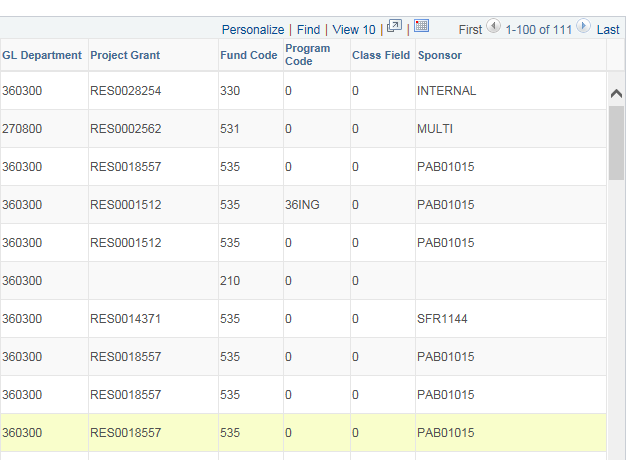 Personalize | Find | View 10 | | First 1-100 of 111 Last
GL Department Project Grant Fund Code Program Code Class Field Sponsor
360300 RES0028254 330 0 0 INTERNAL
270800 RES0002562 531 0 0 MULTI
360300 RES0018557 535 0 0 PAB01015
360300 RES0001512 535 36ING 0 PAB01015
360300 RES0001512 535 0 0 PAB01015
360300 210 0 0
360300 RES0014371 535 0 0 SFR1144
360300 RES0018557 535 0 0 PAB01015
360300 RES0018557 535 0 0 PAB01015
360300 RES0018557 535 0 0 PAB01015